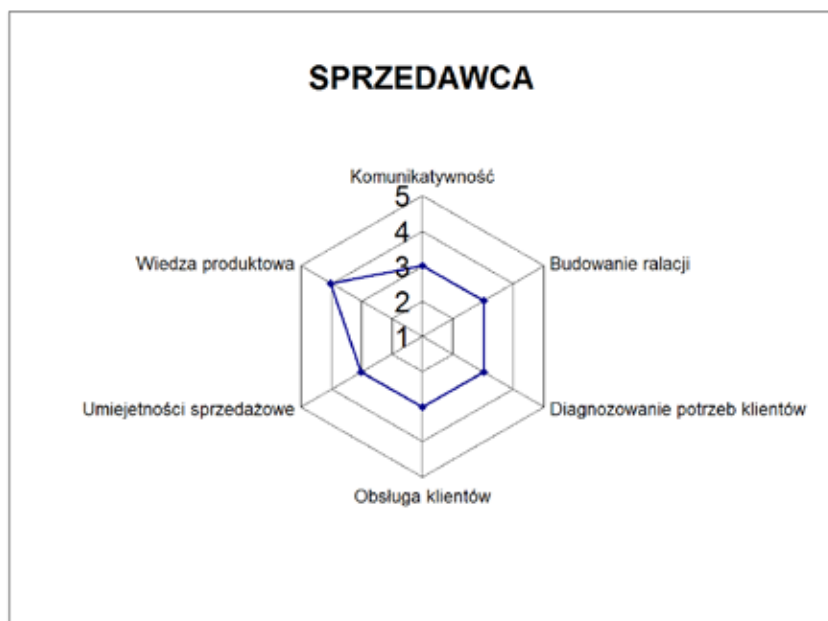 SPRZEDAWCA
Komunikatywność
5
4
3
2
1
Wiedza produktowa
Budowanie ralacji
Umiejetności sprzedażowe
Diagnozowanie potrzeb klientów
Obsługa klientów